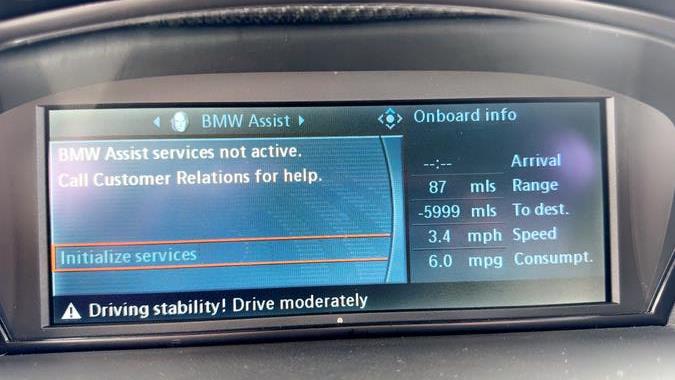 BMW Assist
BMW Assist services not active.
Call Customer Relations for help.
Initialize services
Onboard info
--:-- Arrival
87 mls Range
-5999 mls To dest.
3.4 mph Speed
6.0 mpg Consumpt.
Driving stability! Drive moderately